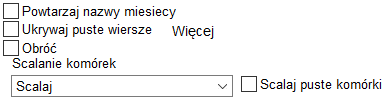 Powtarzaj nazwy miesiecy
Ukrywaj puste wiersze Więcej
Obróć
Scalanie komórek
Scalaj Scalaj puste komórki